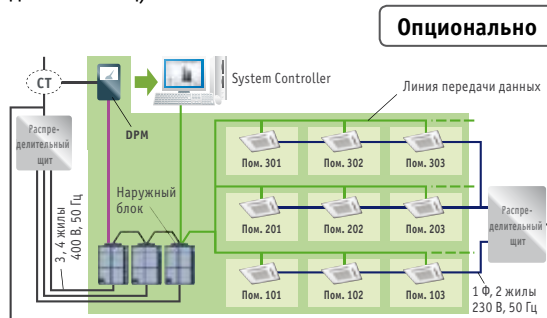 Опционально
CT
System Controller
Линия передачи данных
DPM
Распре-
делительный
щит
Пом. 301
Пом. 302
Пом. 303
Наружный
блок
Пом. 201
Пом. 202
Пом. 203
Распре-
делительный
щит
3, 4 жилы
400 В, 50 Гц
Пом. 101
Пом. 102
Пом. 103
1 Ф, 2 жилы
230 В, 50 Гц